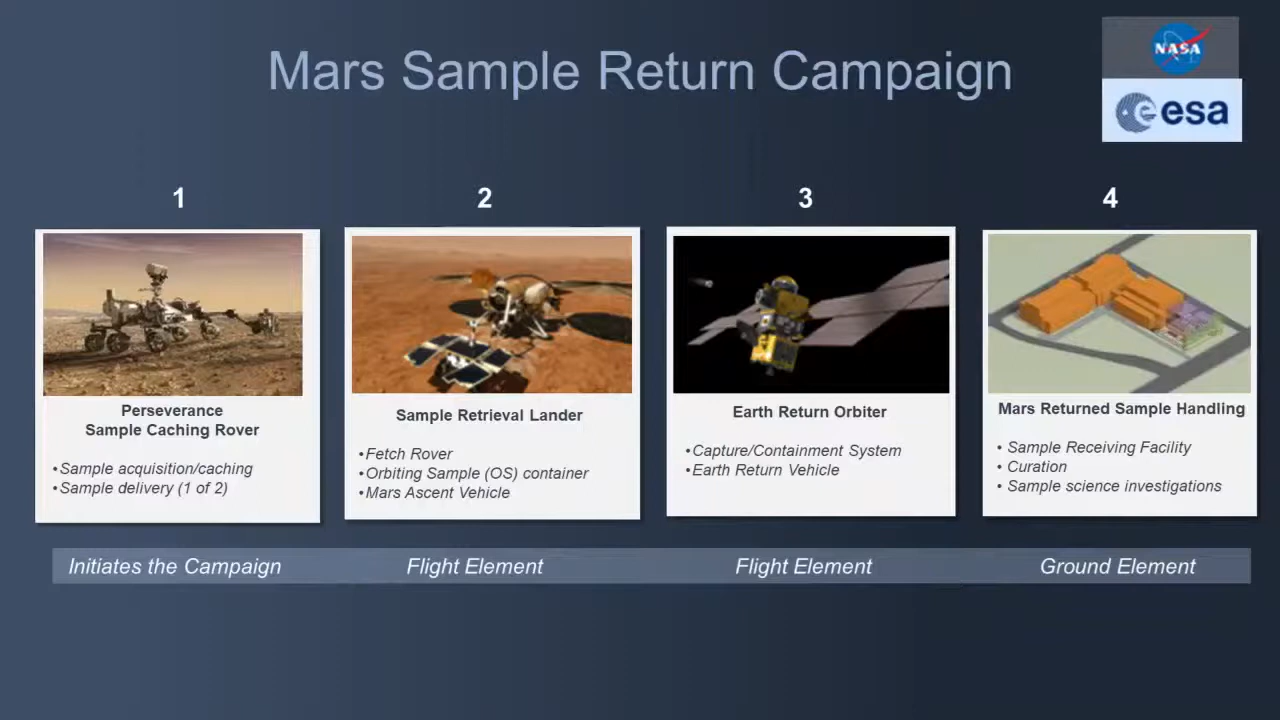 Mars Sample Return Campaign
NASA
esa
1
2
3
4
Perseverance
Sample Caching Rover
•Sample acquisition/caching
•Sample delivery (1 of 2)
Sample Retrieval Lander
•Fetch Rover
•Orbiting Sample (OS) container
•Mars Ascent Vehicle
Earth Return Orbiter
•Capture/Containment System
•Earth Return Vehicle
Mars Returned Sample Handling
• Sample Receiving Facility
• Curation
• Sample science investigations
Initiates the Campaign
Flight Element
Flight Element
Ground Element